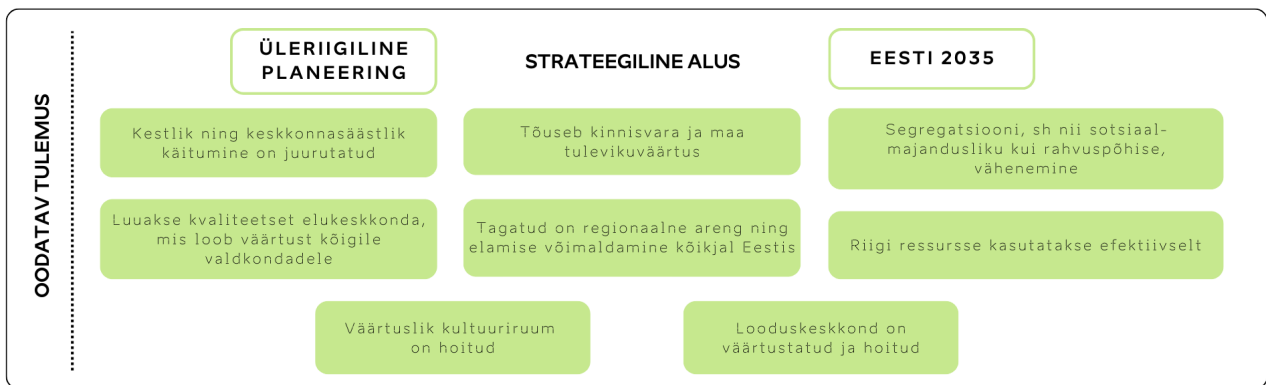 OODATAV TULEMUS
ÜLERIIGILINE
PLANEERING
STRATEEGILINE ALUS
EESTI 2035
Kestlik ning keskkonnasäästlik
käitumine on juurutatud
Tõuseb kinnisvara ja maa
tulevikuväärtus
Segregatsiooni, sh nii sotsiaal-
majandusliku kui rahvuspõhise,
vähenemine
Luuakse kvaliteetset elukeskkonda,
mis loob väärtust kõigile
valdkondadele
Tagatud on regionaalne areng ning
elamise võimaldamine kõikjal Eestis
Riigi ressursse kasutatakse efektiivselt
Väärtuslik kultuuriruum
on hoitud
Looduskeskkond on
väärtustatud ja hoitud